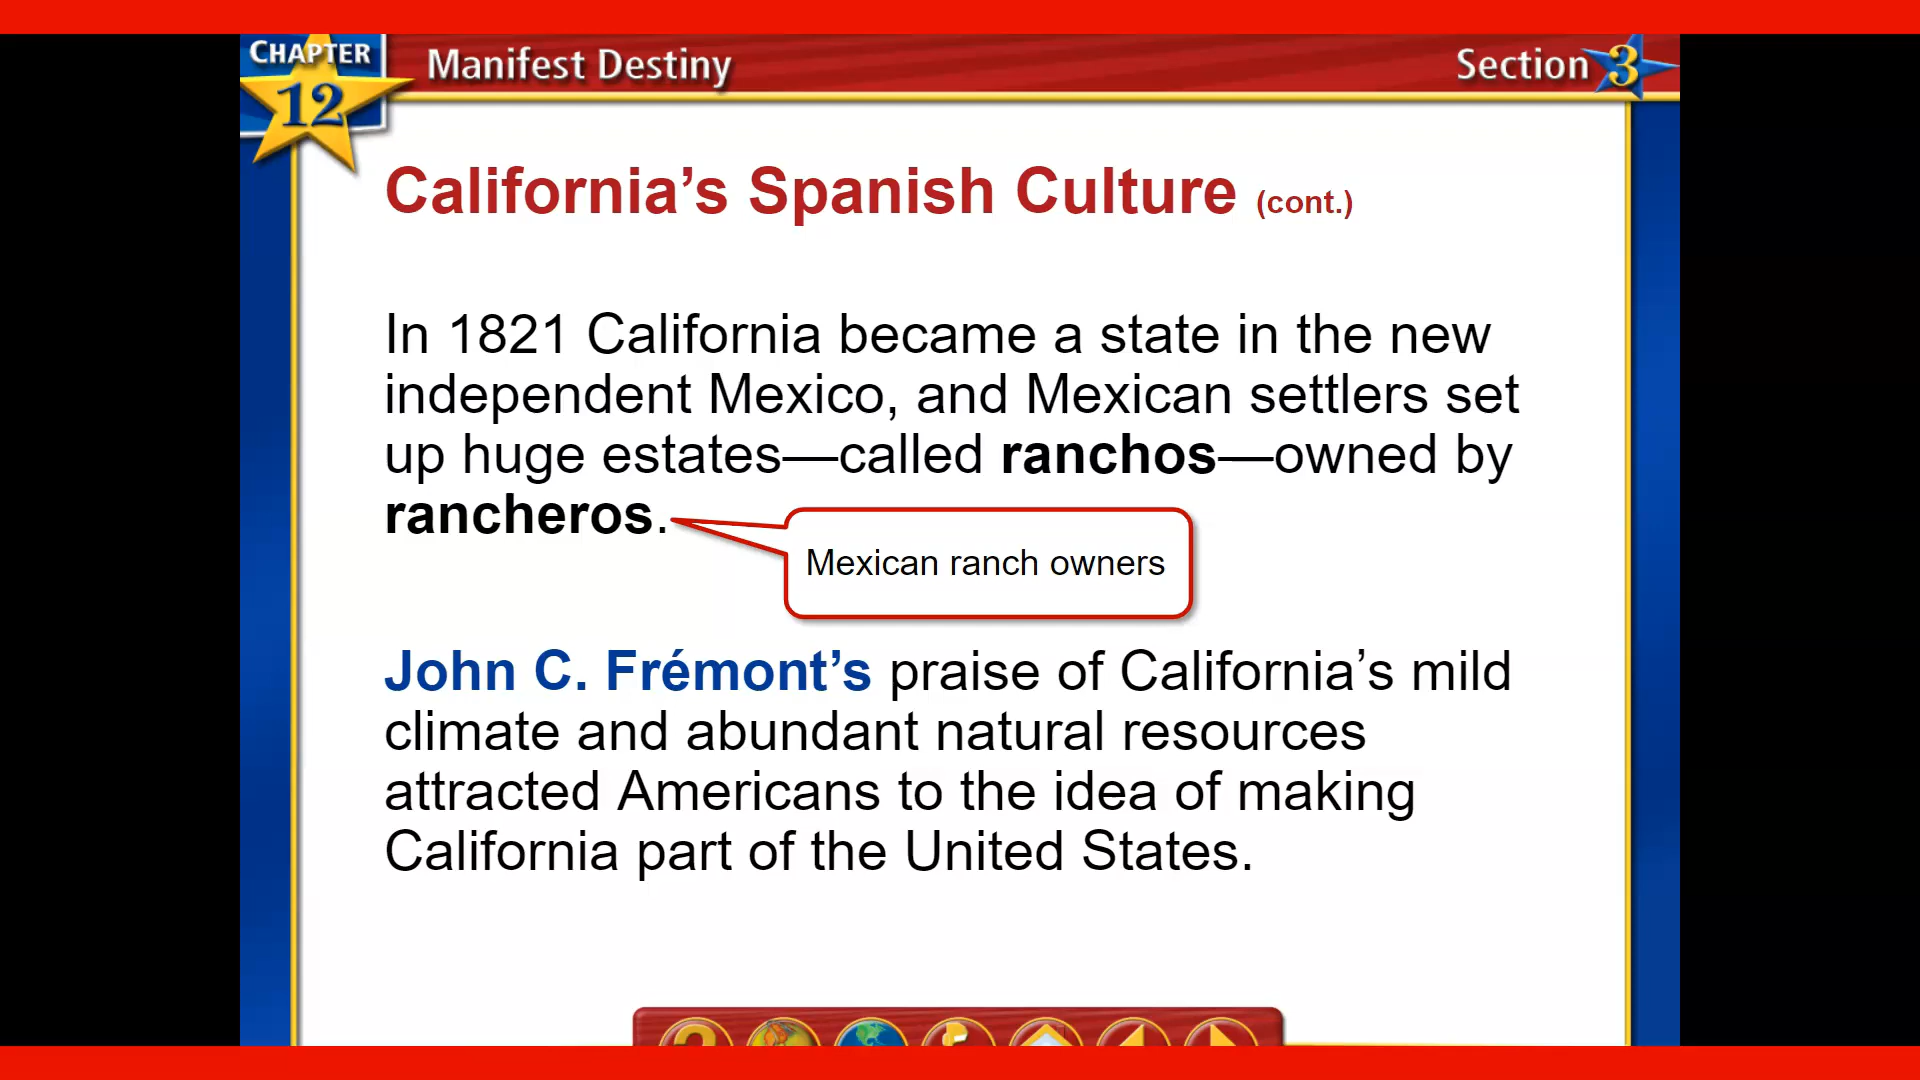 CHAPTER
12
Manifest Destiny
Section 3
California’s Spanish Culture (cont.)
In 1821 California became a state in the new
independent Mexico, and Mexican settlers set
up huge estates—called ranchos—owned by
rancheros.
Mexican ranch owners
John C. Frémont’s praise of California’s mild
climate and abundant natural resources
attracted Americans to the idea of making
California part of the United States.